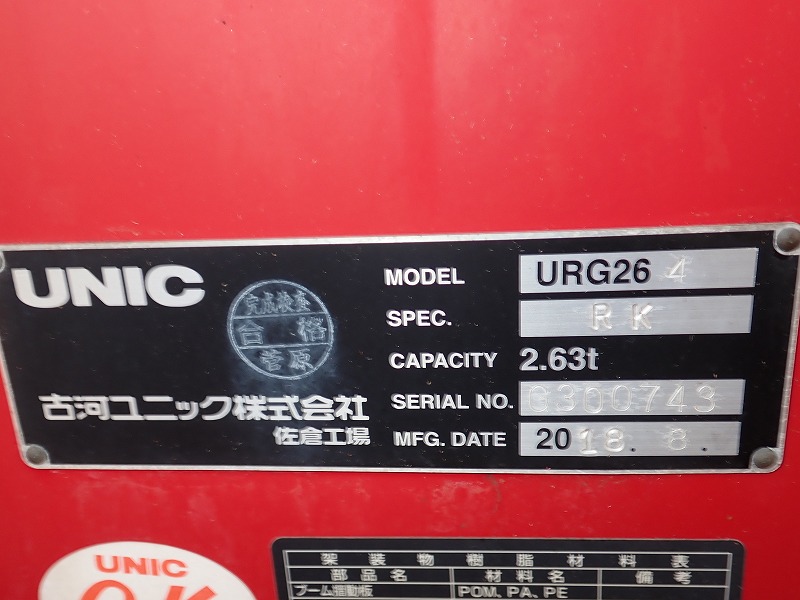 UNIC
完成検査
合格
菅原
古河ユニック株式会社
佐倉工場
MODEL URG264
SPEC. RK
CAPACITY 2.63t
SERIAL NO. G300743
MFG. DATE 2018. 8.
UNIC
架装物樹脂材料表
部品名 材料名 備考
ブーム摺動板 POM, PA, PE